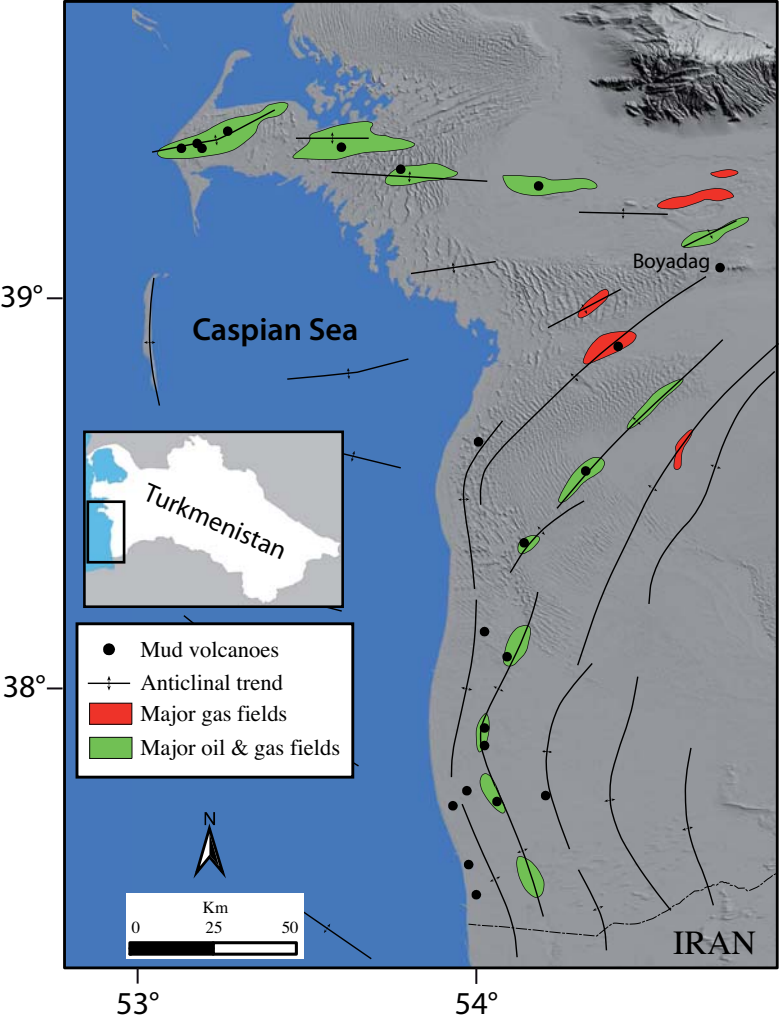 Boyadag
39°
Caspian Sea
Turkmenistan
Mud volcanoes
Anticlinal trend
Major gas fields
Major oil & gas fields
38°
N
Km
0 25 50
IRAN
53° 54°